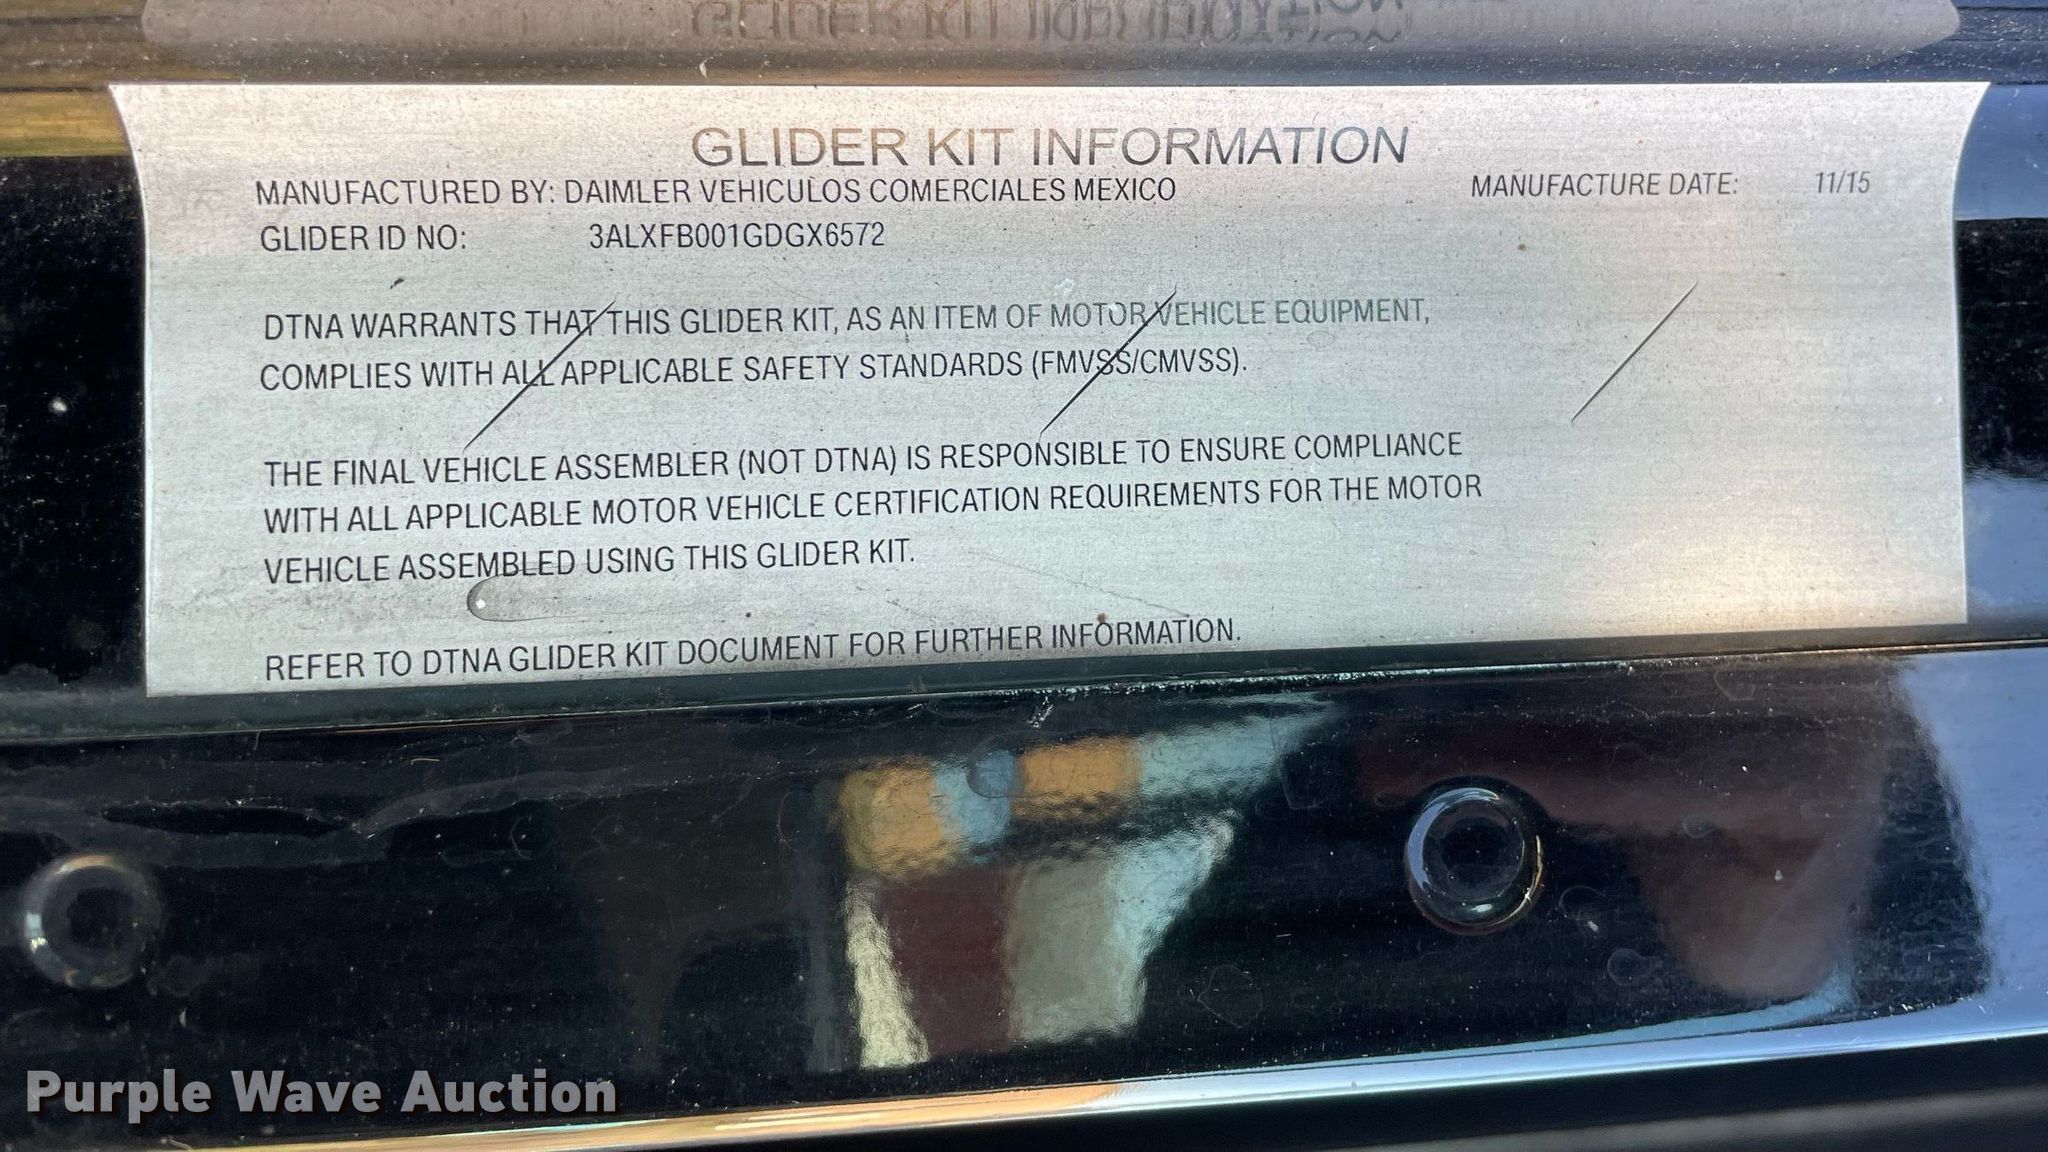 GLIDER KIT INFORMATION
MANUFACTURED BY: DAIMLER VEHICULOS COMERCIALES MEXICO MANUFACTURE DATE: 11/15
GLIDER ID NO: 3ALXFB001GDGX6572
DTNA WARRANTS THAT THIS GLIDER KIT, AS AN ITEM OF MOTOR VEHICLE EQUIPMENT,
COMPLIES WITH ALL APPLICABLE SAFETY STANDARDS (FMVSS/CMVSS).
THE FINAL VEHICLE ASSEMBLER (NOT DTNA) IS RESPONSIBLE TO ENSURE COMPLIANCE
WITH ALL APPLICABLE MOTOR VEHICLE CERTIFICATION REQUIREMENTS FOR THE MOTOR
VEHICLE ASSEMBLED USING THIS GLIDER KIT.
REFER TO DTNA GLIDER KIT DOCUMENT FOR FURTHER INFORMATION.
Purple Wave Auction